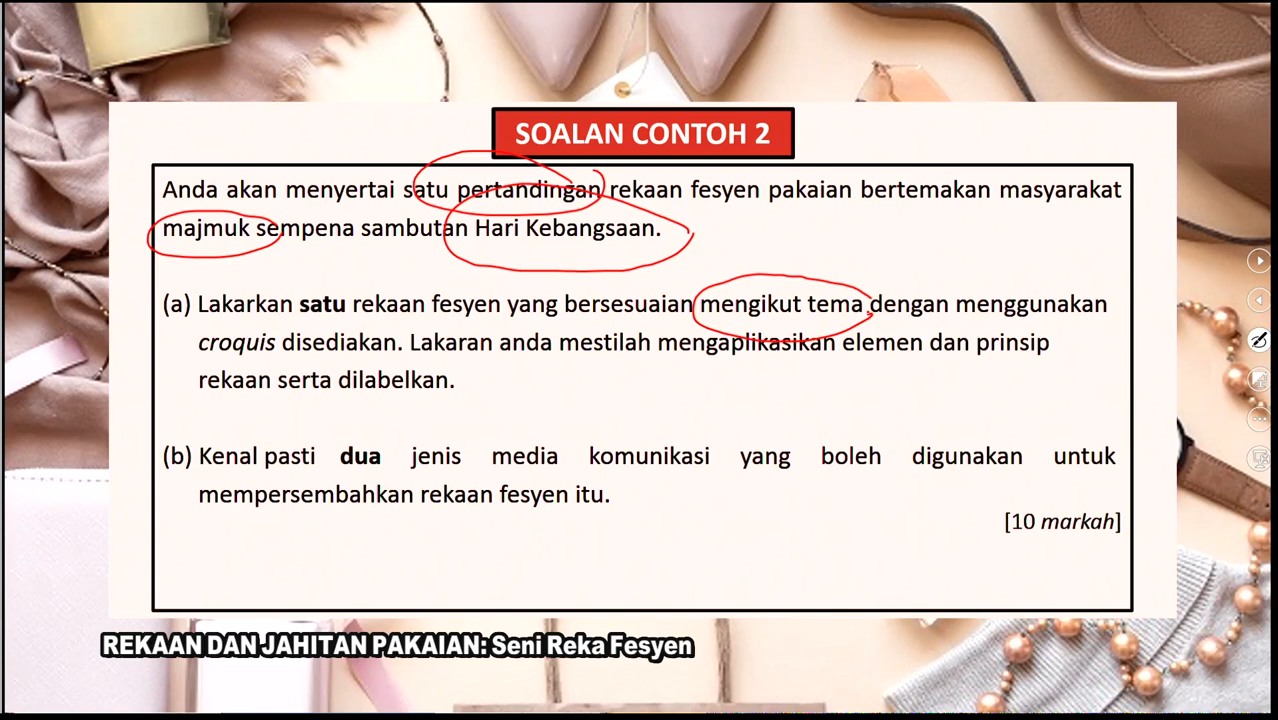 SOALAN CONTOH 2
Anda akan menyertai satu pertandingan rekaan fesyen pakaian bertemakan masyarakat
majmuk sempena sambutan Hari Kebangsaan.
(a) Lakarkan satu rekaan fesyen yang bersesuaian mengikut tema dengan menggunakan
croquis disediakan. Lakaran anda mestilah mengaplikasikan elemen dan prinsip
rekaan serta dilabelkan.
(b) Kenal pasti dua jenis media komunikasi yang boleh digunakan untuk
mempersembahkan rekaan fesyen itu.
[10 markah]
REKAAN DAN JAHITAN PAKAIAN: Seni Reka Fesyen